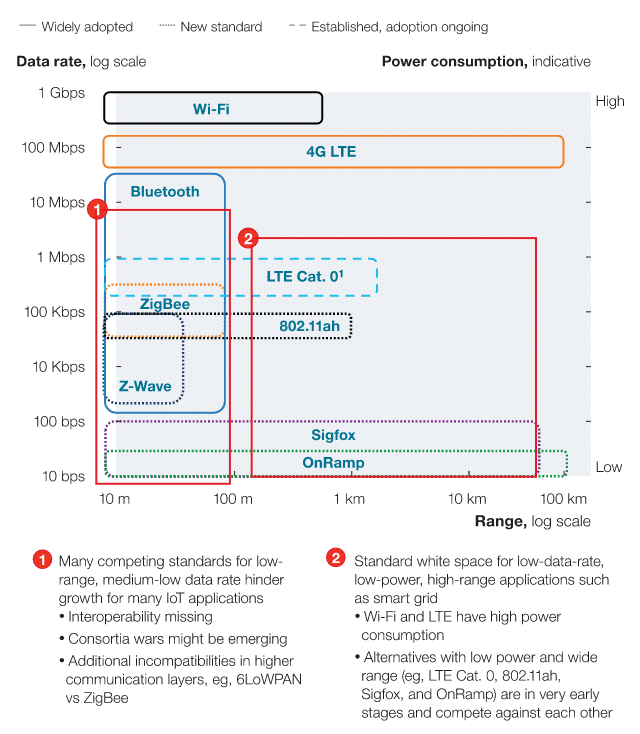 Widely adopted New standard Established, adoption ongoing
Data rate, log scale Power consumption, indicative
1 Gbps
High
Wi-Fi
100 Mbps
4G LTE
Bluetooth
10 Mbps
1
2
1 Mbps
LTE Cat. 0¹
ZigBee
100 Kbps
802.11ah
10 Kbps
Z-Wave
100 bps
Sigfox
OnRamp
Low
10 bps
10 m 100 m 1 km 10 km 100 km
Range, log scale
1 Many competing standards for low-
range, medium-low data rate hinder
growth for many IoT applications
• Interoperability missing
• Consortia wars might be emerging
• Additional incompatibilities in higher
communication layers, eg, 6LoWPAN
vs ZigBee
2 Standard white space for low-data-rate,
low-power, high-range applications such
as smart grid
• Wi-Fi and LTE have high power
consumption
• Alternatives with low power and wide
range (eg, LTE Cat. 0, 802.11ah,
Sigfox, and OnRamp) are in very early
stages and compete against each other